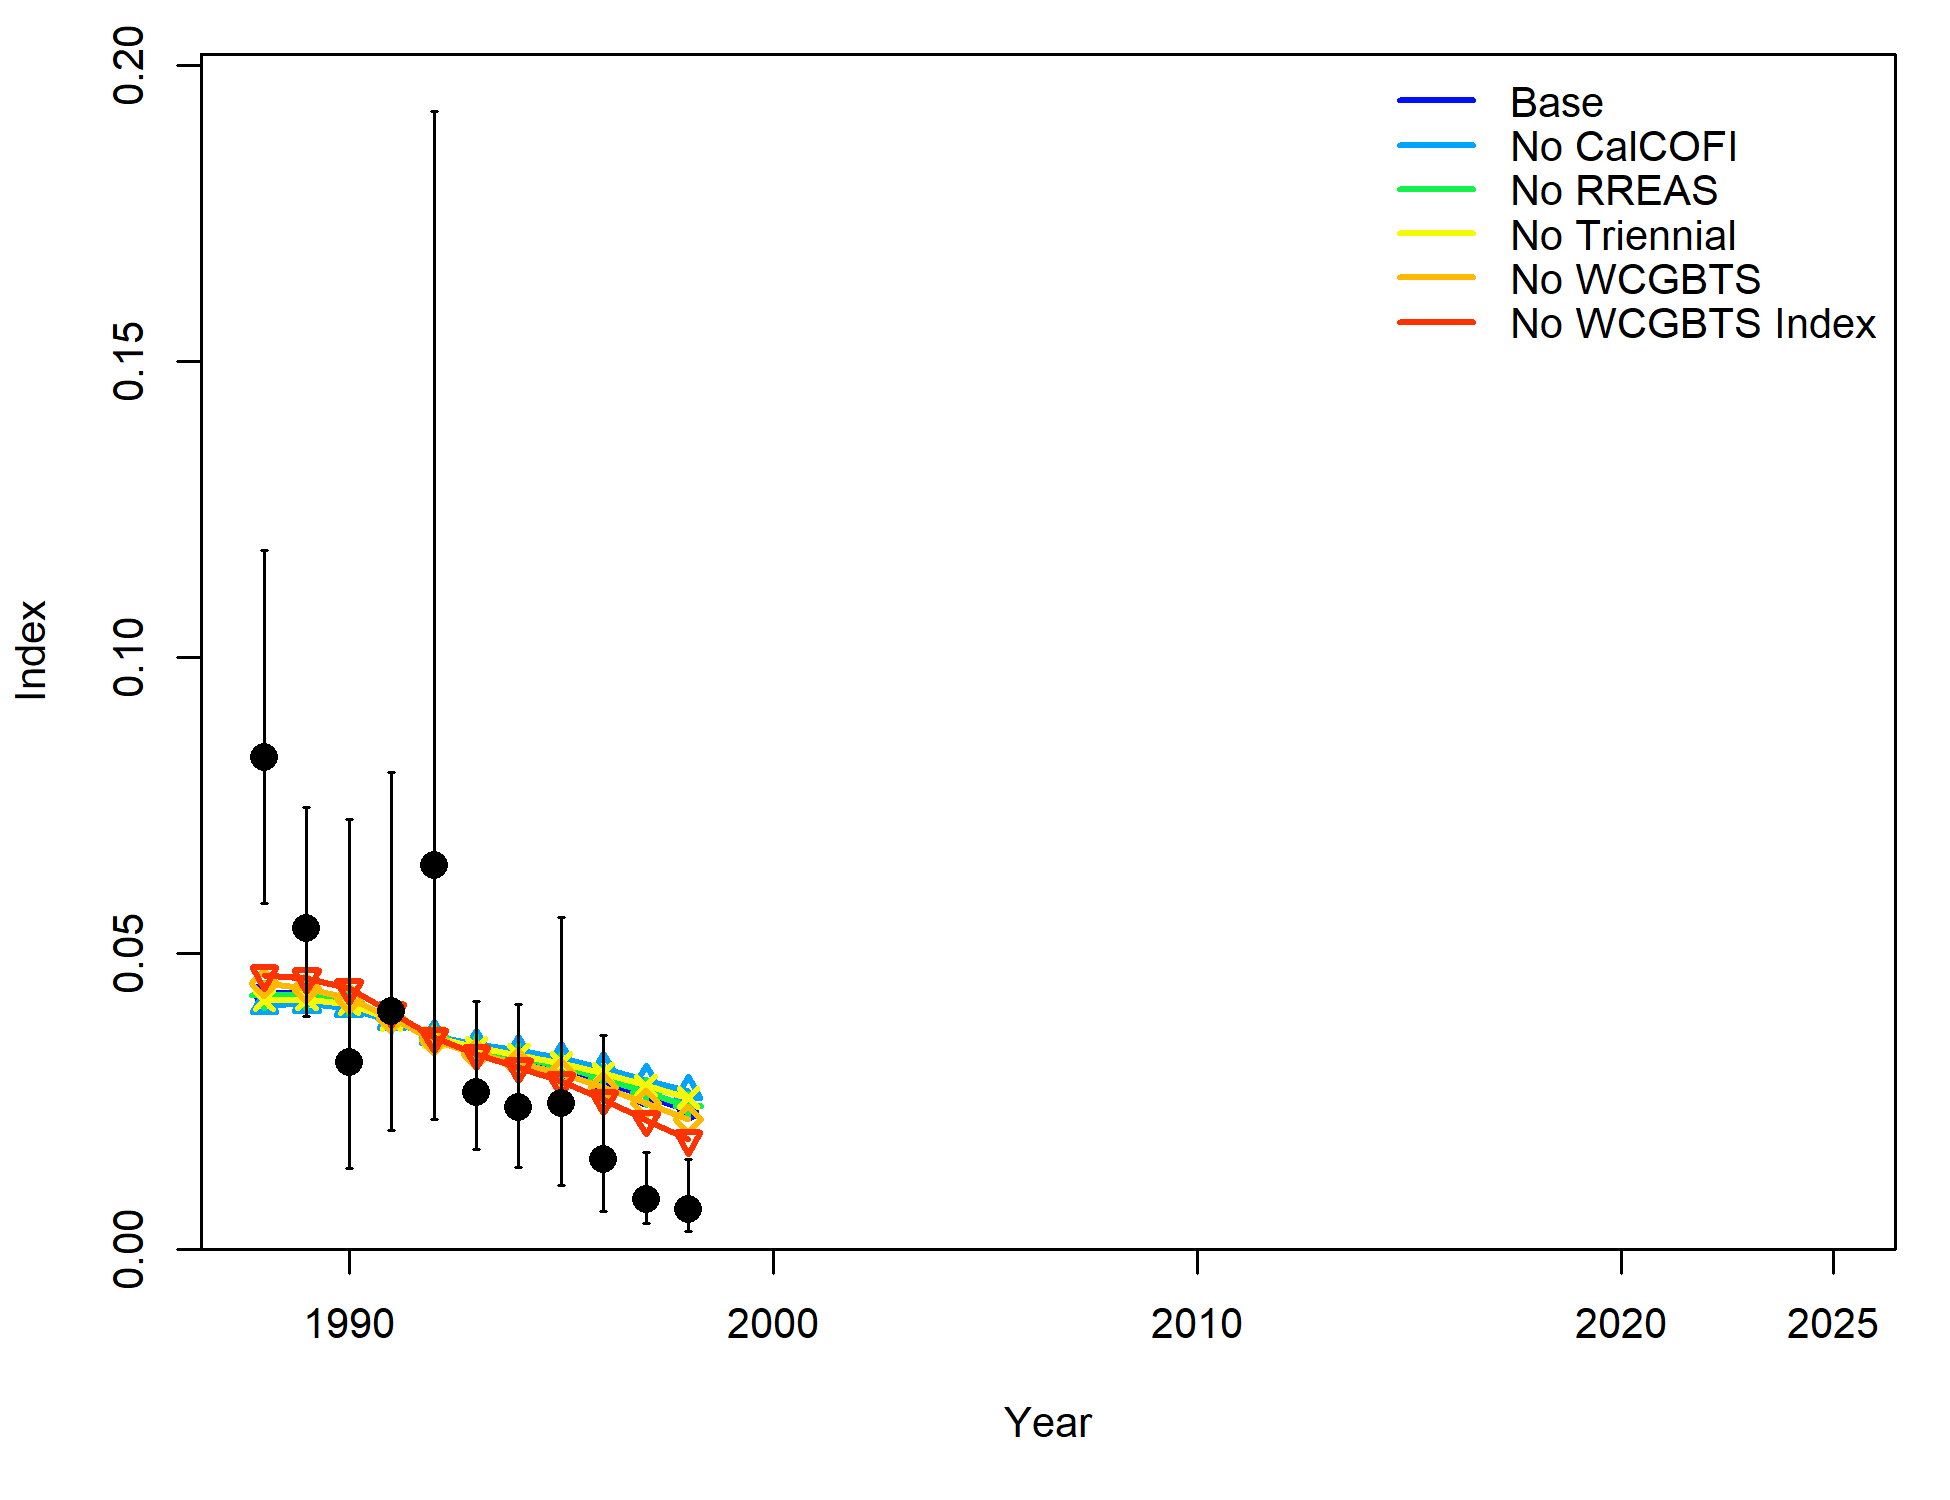 0.20
0.15
0.10
0.05
0.00
Index
Base
No CalCOFI
No RREAS
No Triennial
No WCGBTS
No WCGBTS Index
1990
2000
2010
2020
2025
Year